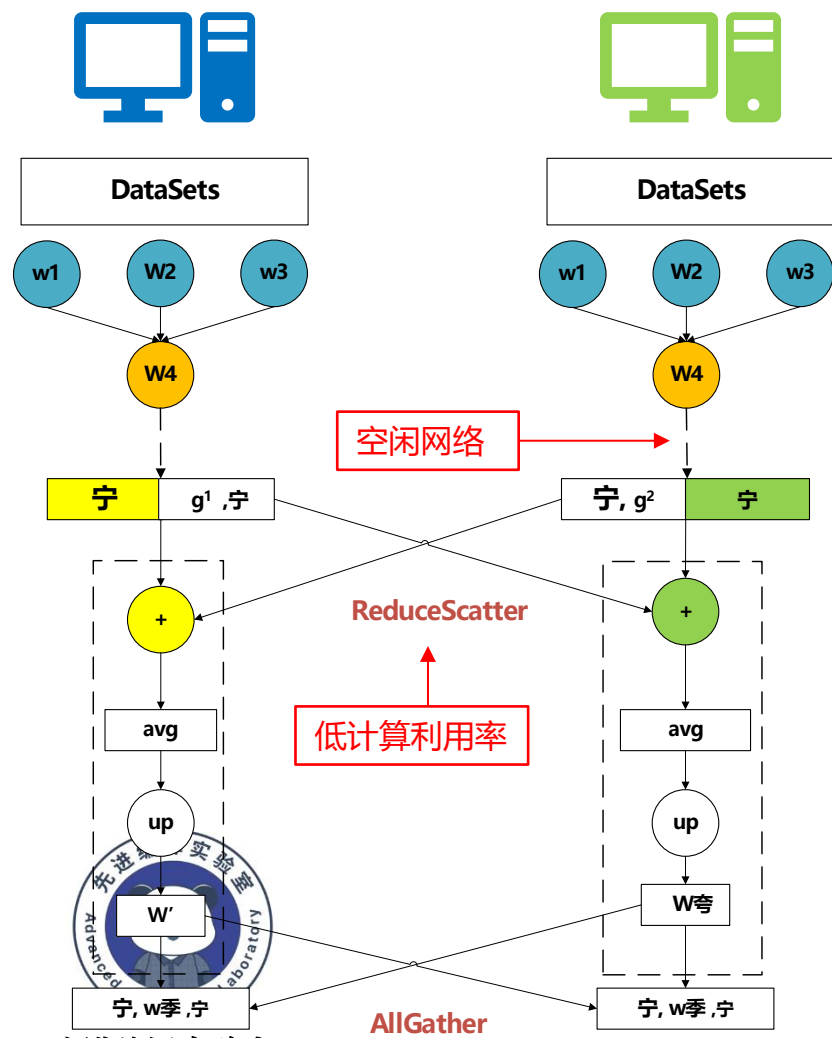 DataSets
DataSets
w1
W2
w3
w1
W2
w3
W4
W4
空闲网络
宁
g¹ ,宁
宁, g²
宁
+
+
ReduceScatter
avg
低计算利用率
avg
up
up
W'
W夸
宁, w季 ,宁
宁, w季 ,宁
AllGather